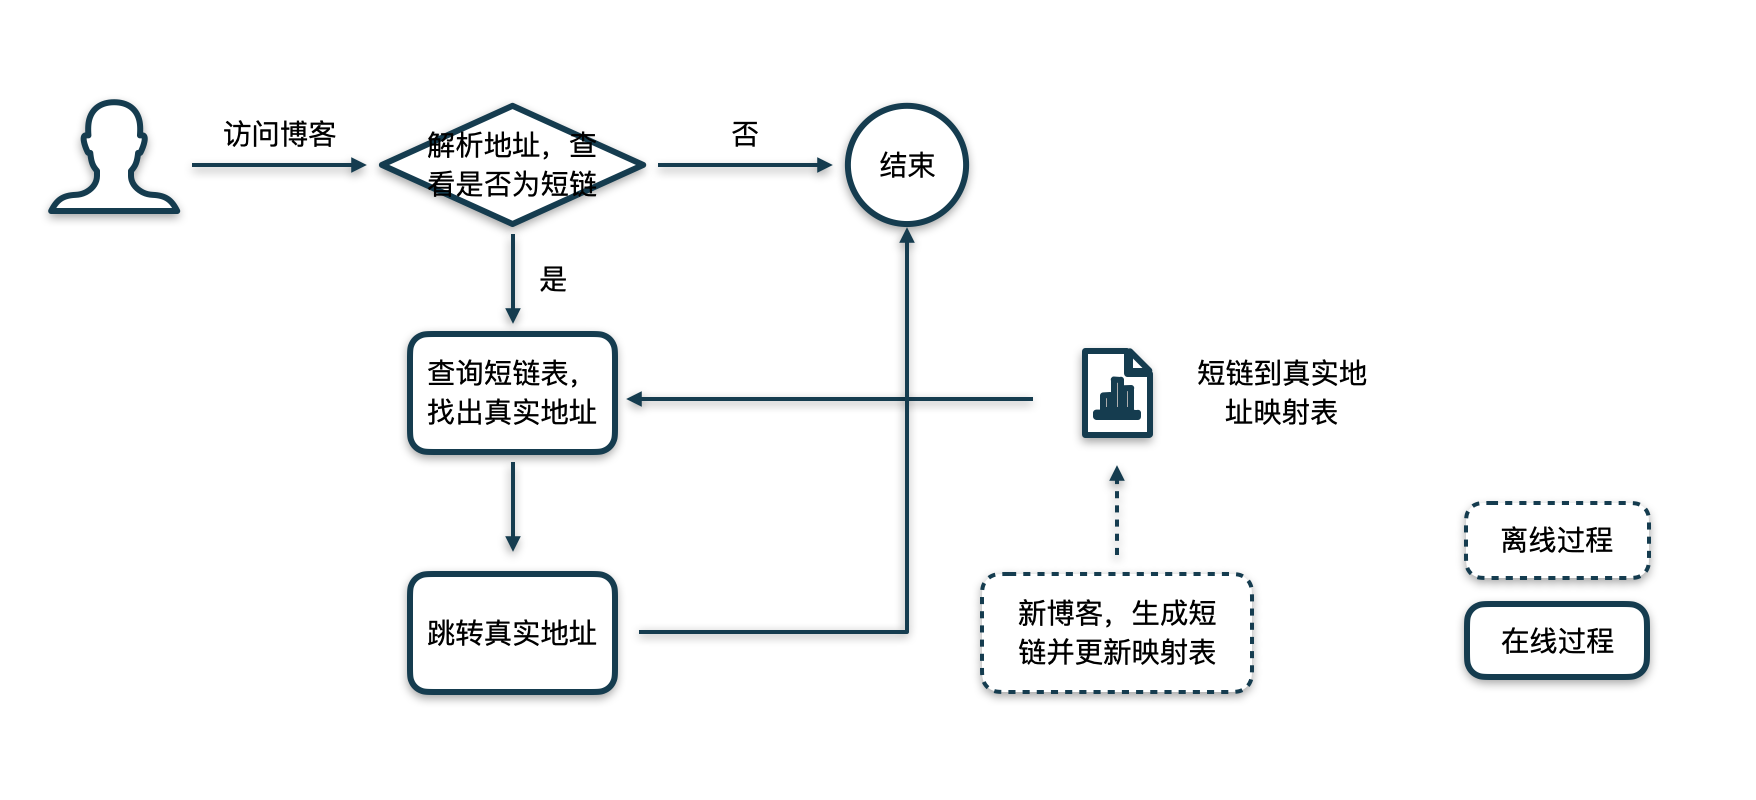 访问博客
解析地址，查
看是否为短链
否
结束
是
查询短链表，
找出真实地址
短链到真实地
址映射表
离线过程
跳转真实地址
新博客，生成短
链并更新映射表
在线过程